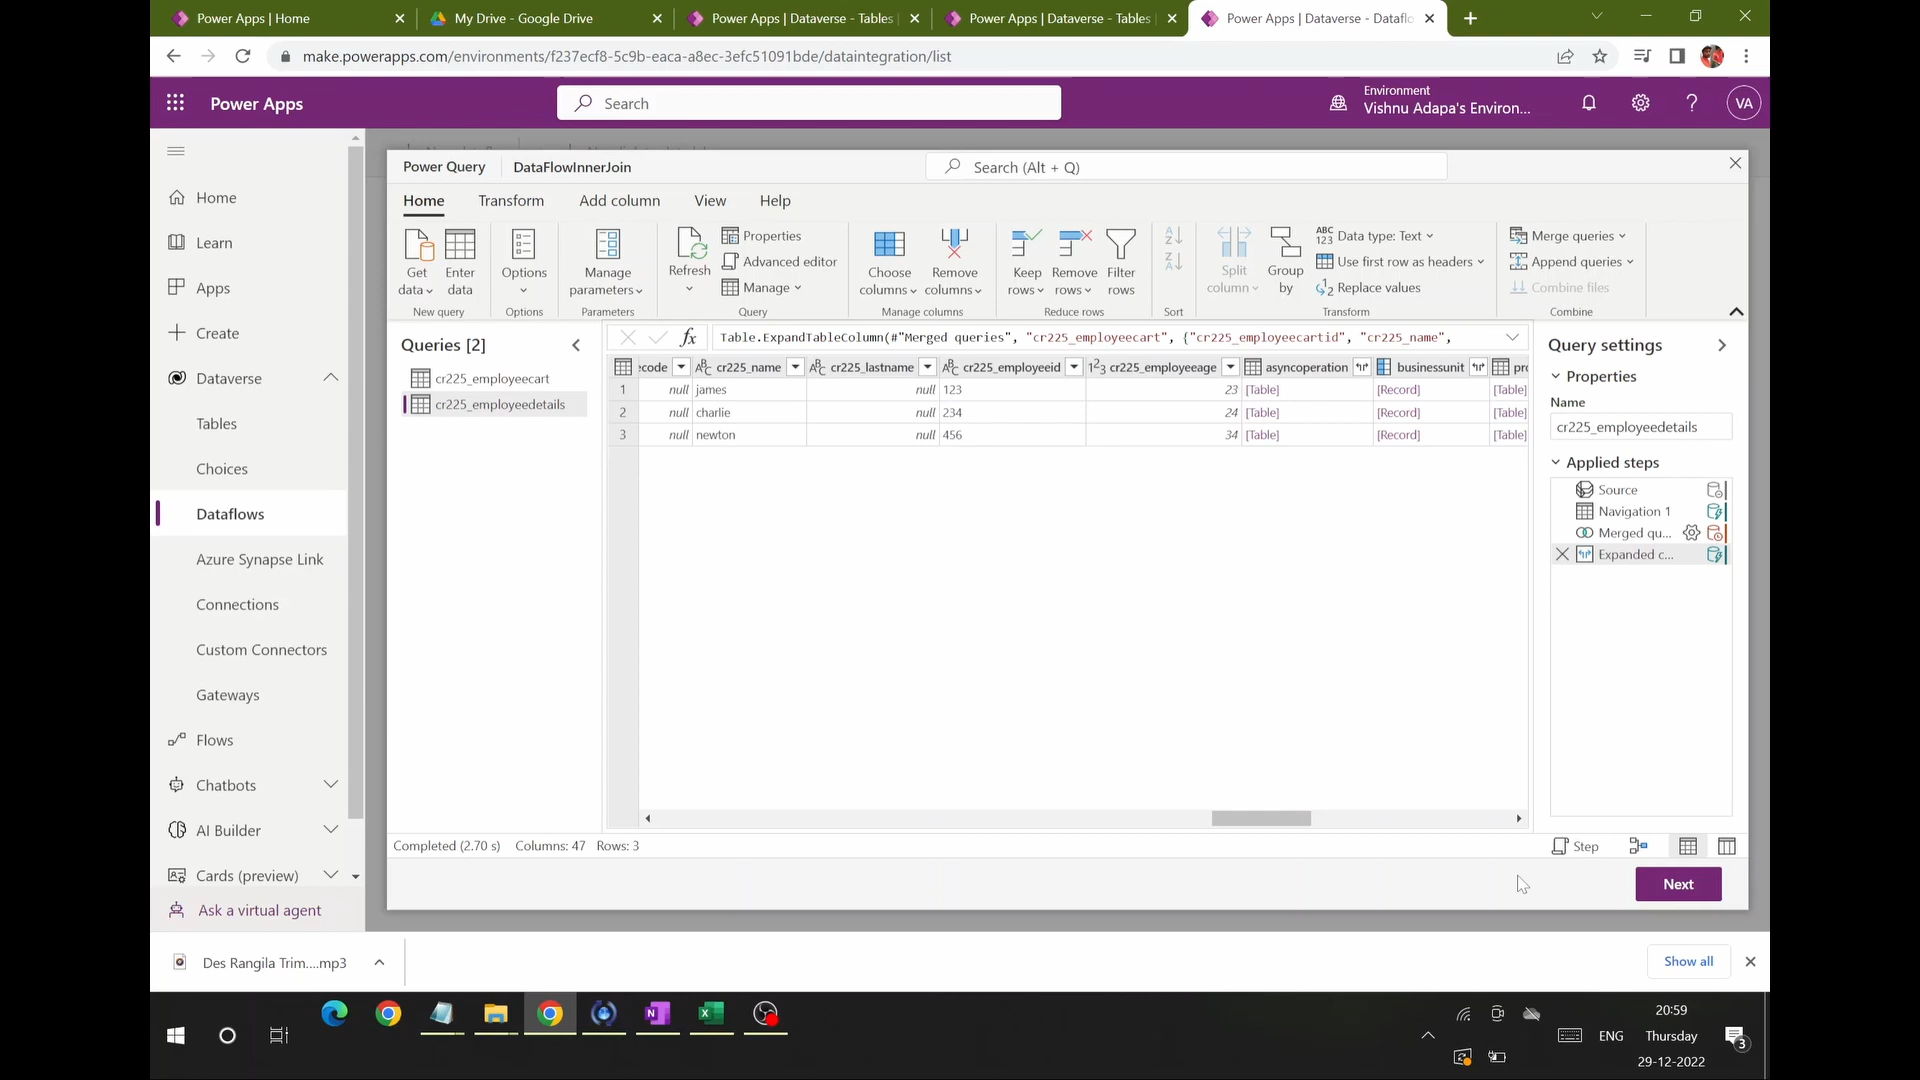 Power Apps | Home
My Drive - Google Drive
Power Apps | Dataverse - Tables
Power Apps | Dataverse - Tables
Power Apps | Dataverse - Dataflo
make.powerapps.com/environments/f237ecf8-5c9b-eaca-a8ec-3efc51091bde/dataintegration/list
Power Apps
Search
Environment
Vishnu Adapa's Environ...
VA
Home
Learn
Apps
Create
Dataverse
Tables
Choices
Dataflows
Azure Synapse Link
Connections
Custom Connectors
Gateways
Flows
Chatbots
AI Builder
Cards (preview)
Ask a virtual agent
Power Query
DataFlowInnerJoin
Search (Alt + Q)
Home Transform Add column View Help
Get data
Enter data
New query
Options
Options
Manage parameters
Parameters
Refresh
Properties
Advanced editor
Manage
Query
Choose columns
Remove columns
Manage columns
Keep rows
Remove rows
Filter rows
Reduce rows
Sort
Split column
Group by
Data type: Text
Use first row as headers
Replace values
Transform
Merge queries
Append queries
Combine files
Combine
Queries [2]
cr225_employeecart
cr225_employeedetails
fx Table.ExpandTableColumn(#"Merged queries", "cr225_employeecart", {"cr225_employeecartid", "cr225_name",
ecode cr225_name cr225_lastname cr225_employeeid cr225_employeeage asyncoperation businessunit pro
1 null james null 123 23 [Table] [Record] [Table]
2 null charlie null 234 24 [Table] [Record] [Table]
3 null newton null 456 34 [Table] [Record] [Table]
Query settings
Properties
Name
cr225_employeedetails
Applied steps
Source
Navigation 1
Merged qu...
Expanded c...
Completed (2.70 s) Columns: 47 Rows: 3
Step
Next
Des Rangila Trim....mp3
Show all
20:59
ENG Thursday
29-12-2022
3